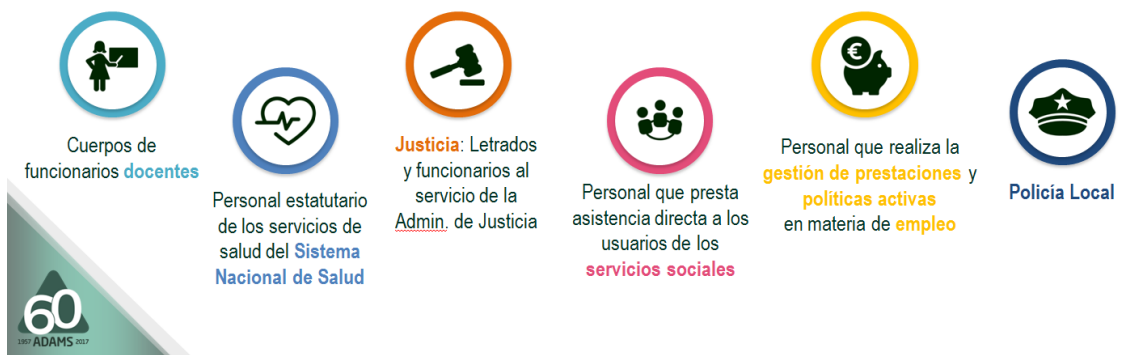 Cuerpos de
funcionarios docentes
Personal estatutario
de los servicios de
salud del Sistema
Nacional de Salud
Justicia: Letrados
y funcionarios al
servicio de la
Admin. de Justicia
Personal que presta
asistencia directa a los
usuarios de los
servicios sociales
€
Personal que realiza la
gestión de prestaciones y
políticas activas
en materia de empleo
Policía Local
60
1957 ADAMS 2017